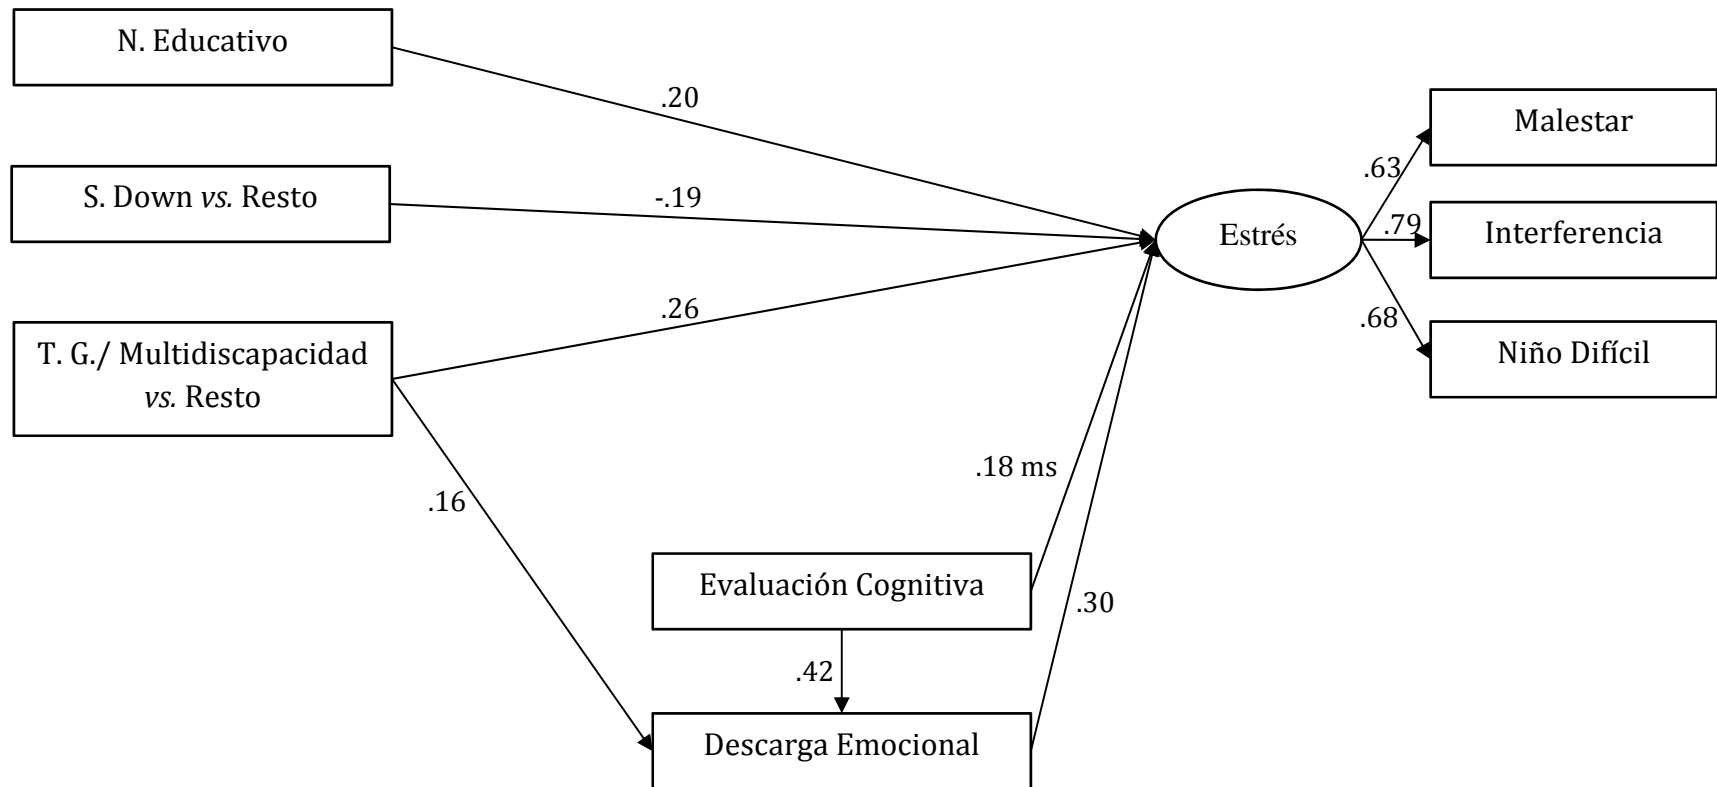 N. Educativo
.20
Malestar
.63
S. Down vs. Resto
-.19
Estrés
.79
Interferencia
.26
.68
Niño Difícil
T. G./ Multidiscapacidad
vs. Resto
.18 ms
.16
Evaluación Cognitiva
.30
.42
Descarga Emocional